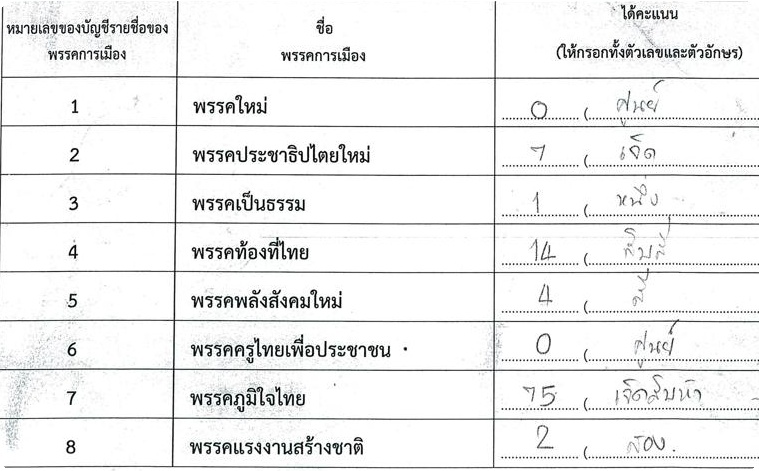 หมายเลขของบัญชีรายชื่อของพรรคการเมือง ชื่อพรรคการเมือง ได้คะแนน (ให้กรอกทั้งตัวเลขและตัวอักษร)
1 พรรคใหม่ 0 ( ศูนย์
2 พรรคประชาธิปไตยใหม่ 7 ( เจ็ด
3 พรรคเป็นธรรม 1 ( หนึ่ง
4 พรรคท้องที่ไทย 14 ( สิบสี่
5 พรรคพลังสังคมใหม่ 4 ( สี่
6 พรรคครูไทยเพื่อประชาชน 0 ( ศูนย์
7 พรรคภูมิใจไทย 75 ( เจ็ดสิบห้า
8 พรรคแรงงานสร้างชาติ 2 ( สอง.